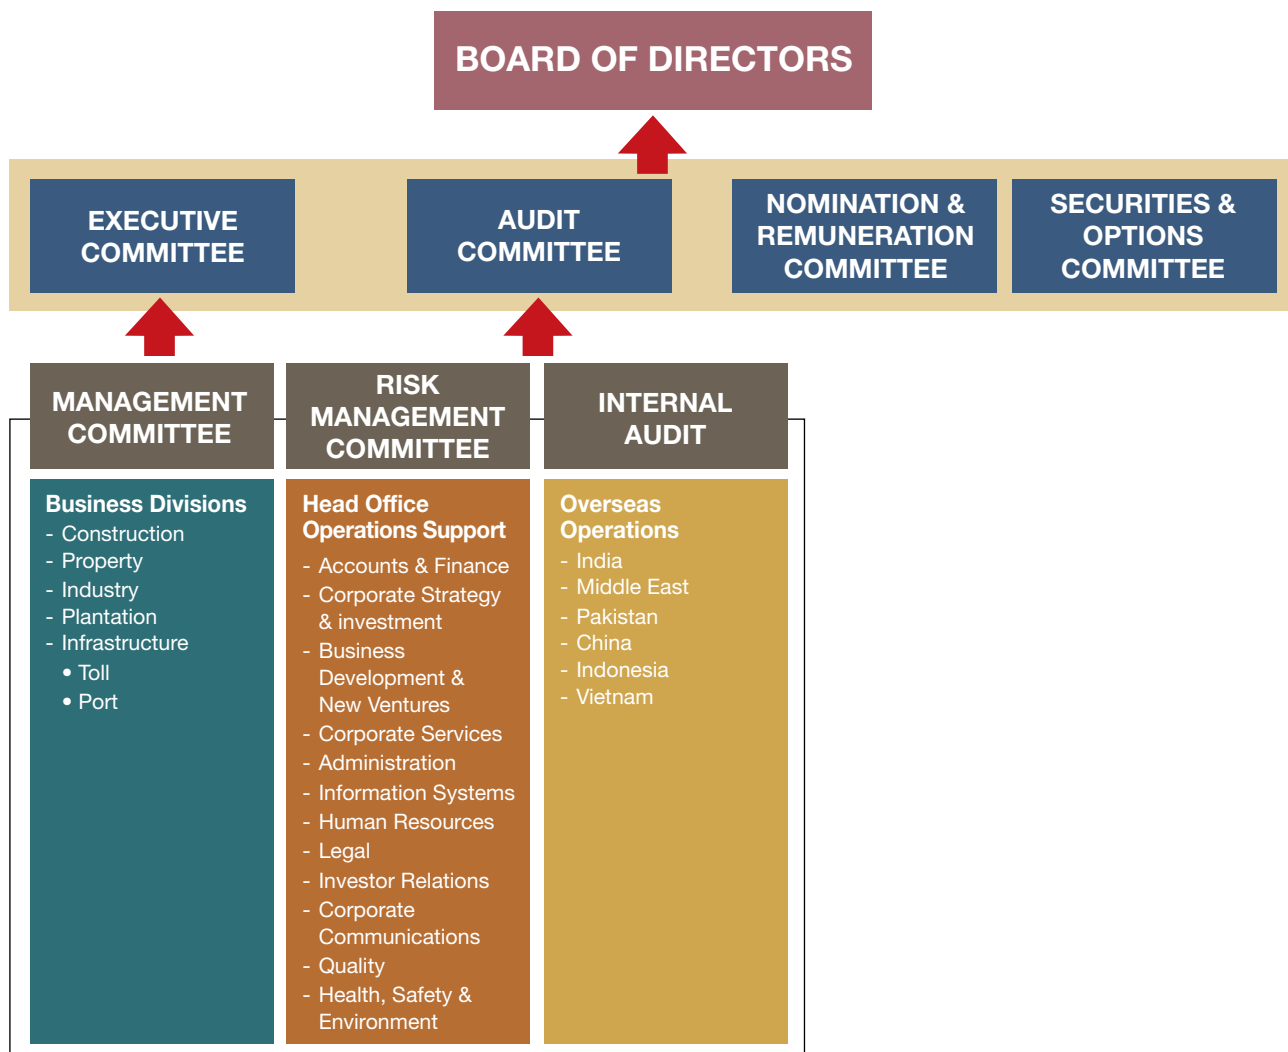 BOARD OF DIRECTORS
EXECUTIVE
COMMITTEE
AUDIT
COMMITTEE
NOMINATION &
REMUNERATION
COMMITTEE
SECURITIES &
OPTIONS
COMMITTEE
MANAGEMENT
COMMITTEE
RISK
MANAGEMENT
COMMITTEE
INTERNAL
AUDIT
Business Divisions
- Construction
- Property
- Industry
- Plantation
- Infrastructure
• Toll
• Port
Head Office
Operations Support
- Accounts & Finance
- Corporate Strategy
& investment
- Business
Development &
New Ventures
- Corporate Services
- Administration
- Information Systems
- Human Resources
- Legal
- Investor Relations
- Corporate
Communications
- Quality
- Health, Safety &
Environment
Overseas
Operations
- India
- Middle East
- Pakistan
- China
- Indonesia
- Vietnam